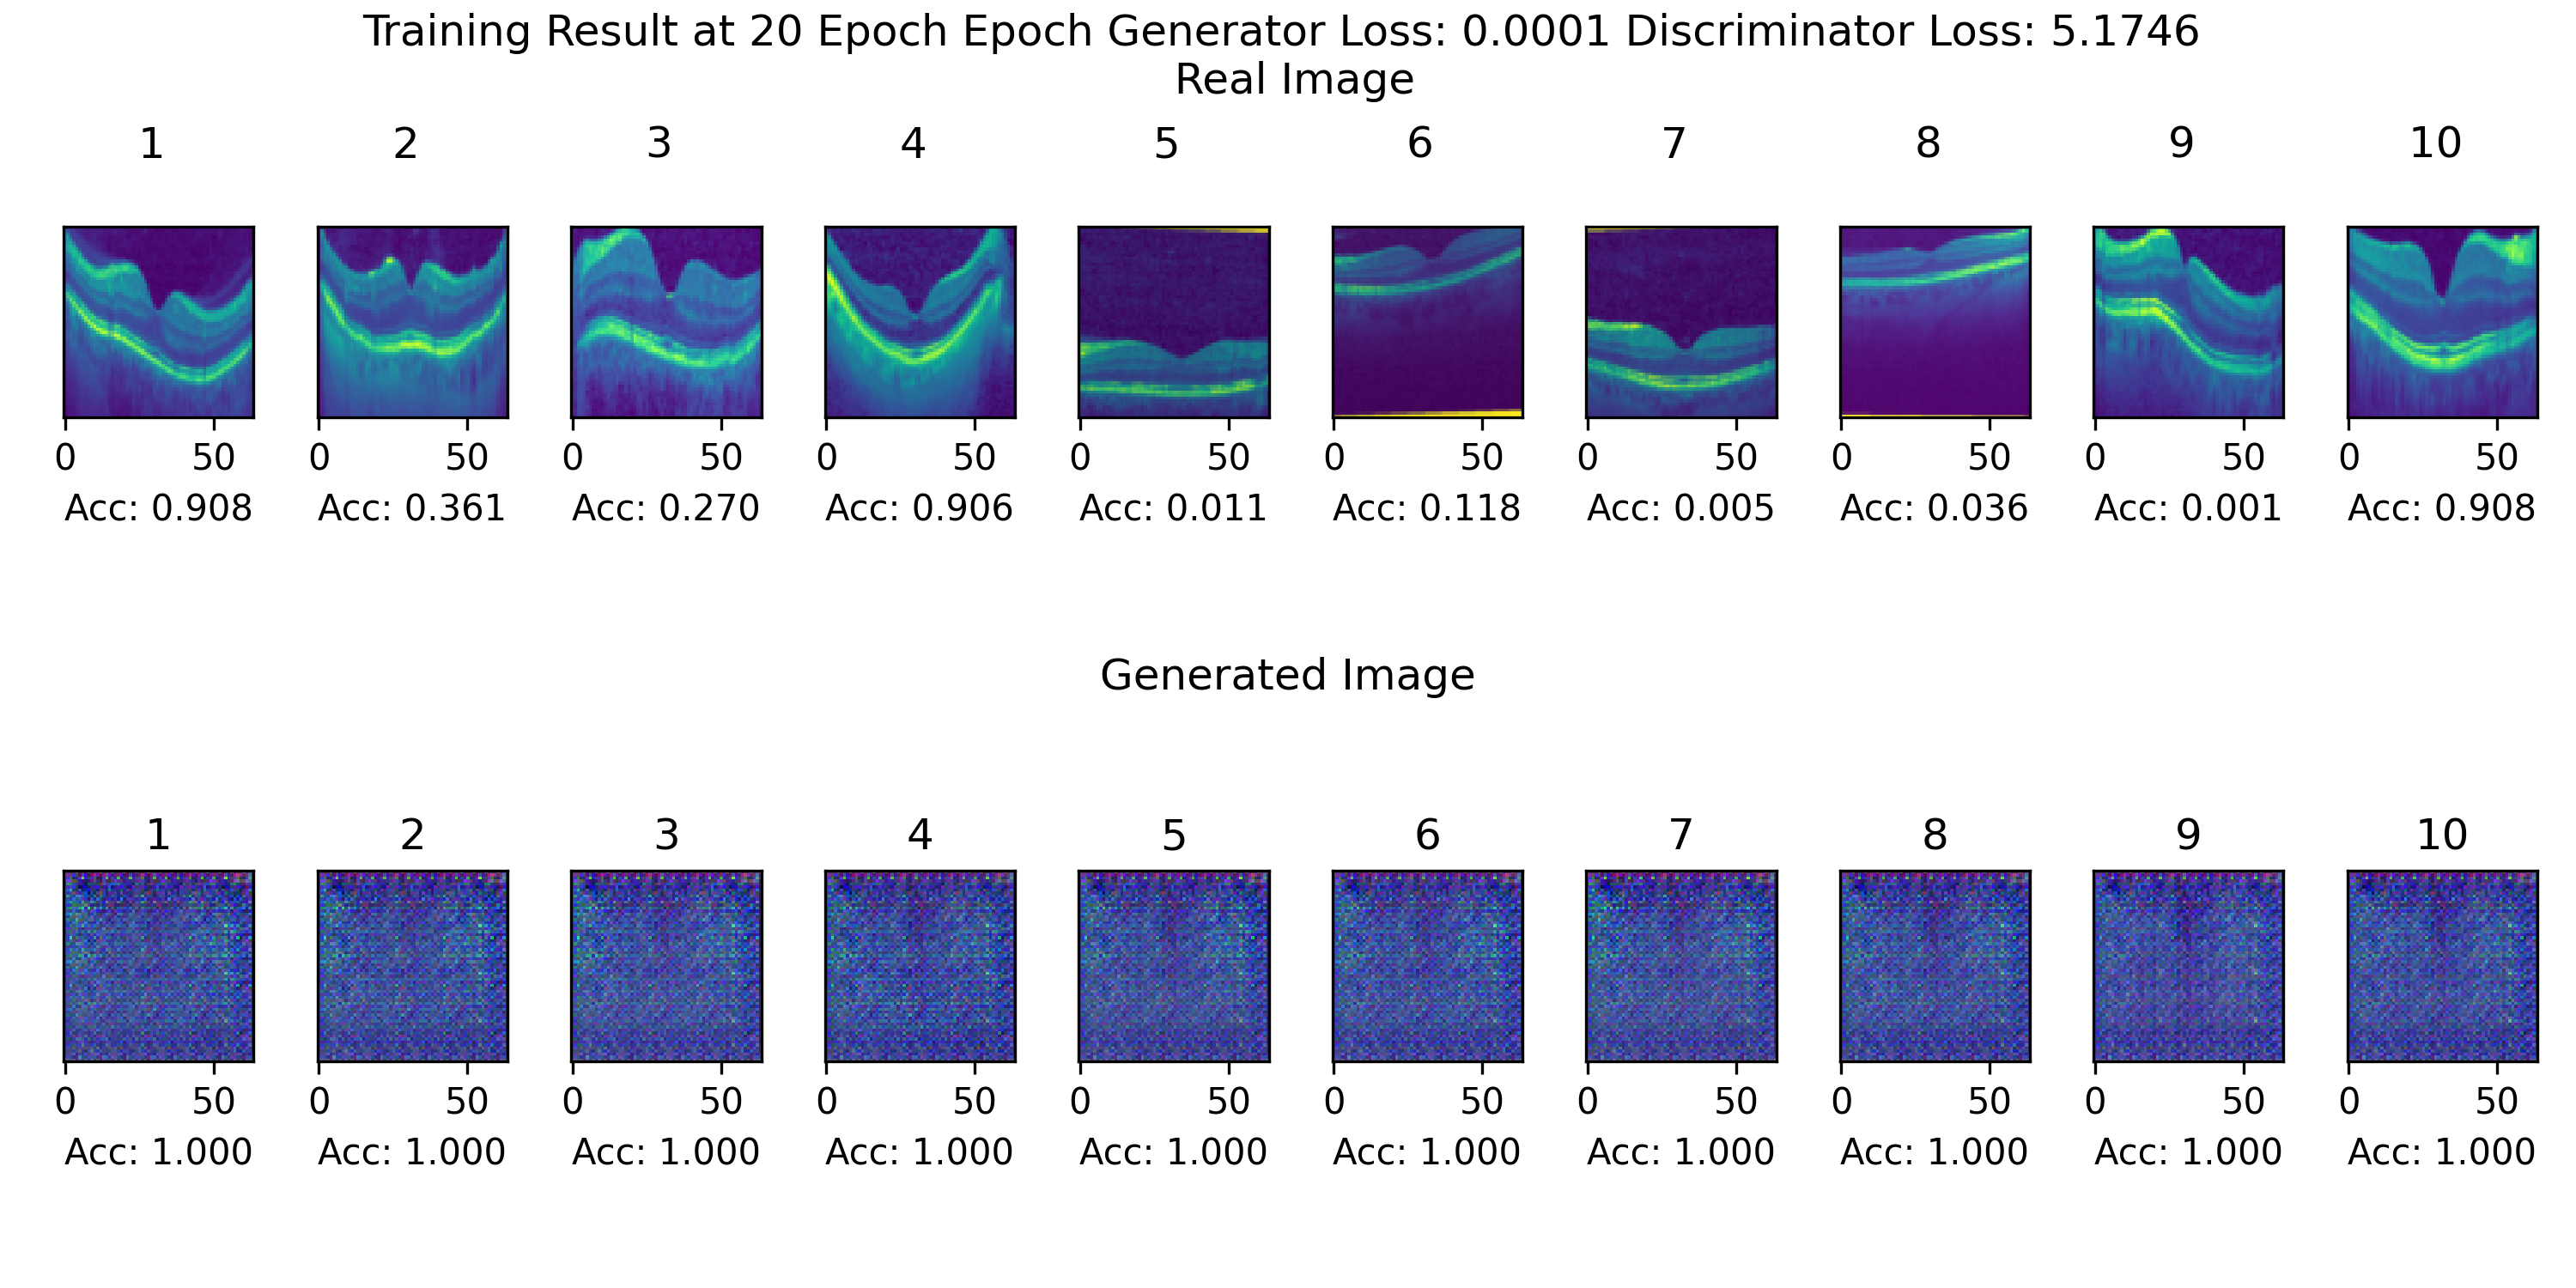 Training Result at 20 Epoch Epoch Generator Loss: 0.0001 Discriminator Loss: 5.1746
Real Image
1 2 3 4 5 6 7 8 9 10
0 50 0 50 0 50 0 50 0 50 0 50 0 50 0 50 0 50 0 50
Acc: 0.908 Acc: 0.361 Acc: 0.270 Acc: 0.906 Acc: 0.011 Acc: 0.118 Acc: 0.005 Acc: 0.036 Acc: 0.001 Acc: 0.908
Generated Image
1 2 3 4 5 6 7 8 9 10
0 50 0 50 0 50 0 50 0 50 0 50 0 50 0 50 0 50 0 50
Acc: 1.000 Acc: 1.000 Acc: 1.000 Acc: 1.000 Acc: 1.000 Acc: 1.000 Acc: 1.000 Acc: 1.000 Acc: 1.000 Acc: 1.000